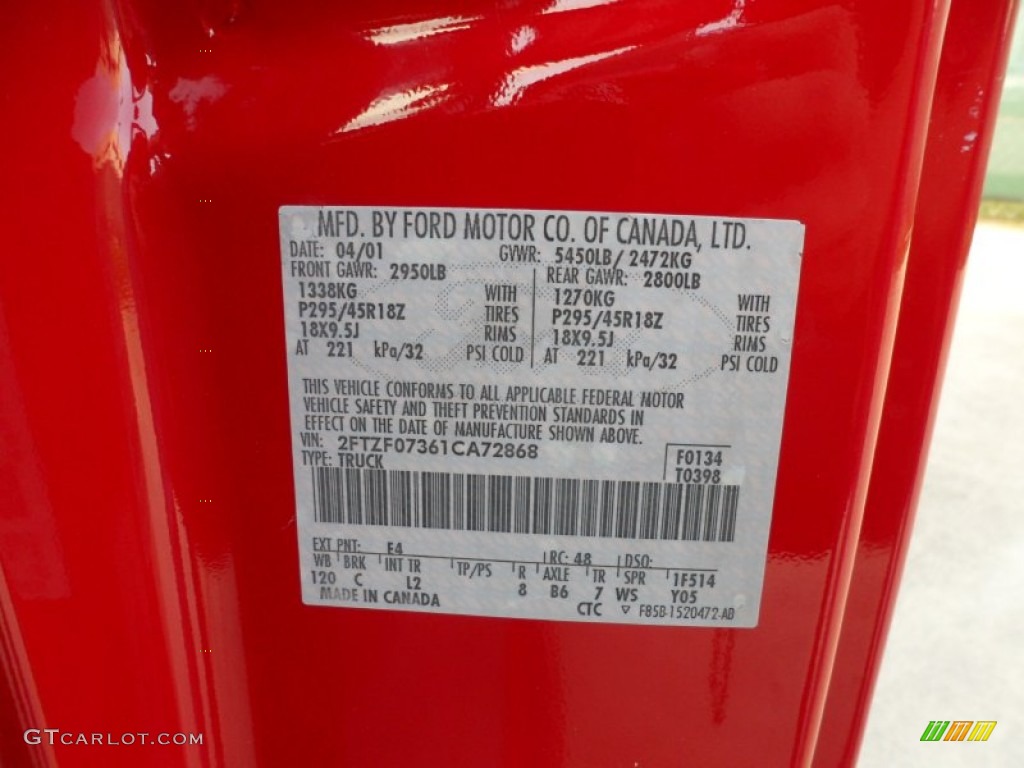 MFD. BY FORD MOTOR CO. OF CANADA, LTD.
DATE: 04/01 GVWR: 5450LB/ 2472KG
FRONT GAWR: 2950LB REAR GAWR: 2800LB
1338KG WITH 1270KG WITH
P295/45R18Z TIRES P295/45R18Z TIRES
18X9.5J RIMS 18X9.5J RIMS
AT 221 kPa/32 PSI COLD AT 221 kPa/32 PSI COLD
THIS VEHICLE CONFORMS TO ALL APPLICABLE FEDERAL MOTOR
VEHICLE SAFETY AND THEFT PREVENTION STANDARDS IN
EFFECT ON THE DATE OF MANUFACTURE SHOWN ABOVE.
VIN: 2FTZF07361CA72868 F0134
TYPE: TRUCK T0398
EXT PNT: E4 RC: 48 DSO:
WB BRK INT TR TP/PS R AXLE TR SPR 1F514
120 C L2 8 B6 7 WS Y05
MADE IN CANADA CTC ▽ F85B-1520472-AB
GTCARLOT.COM